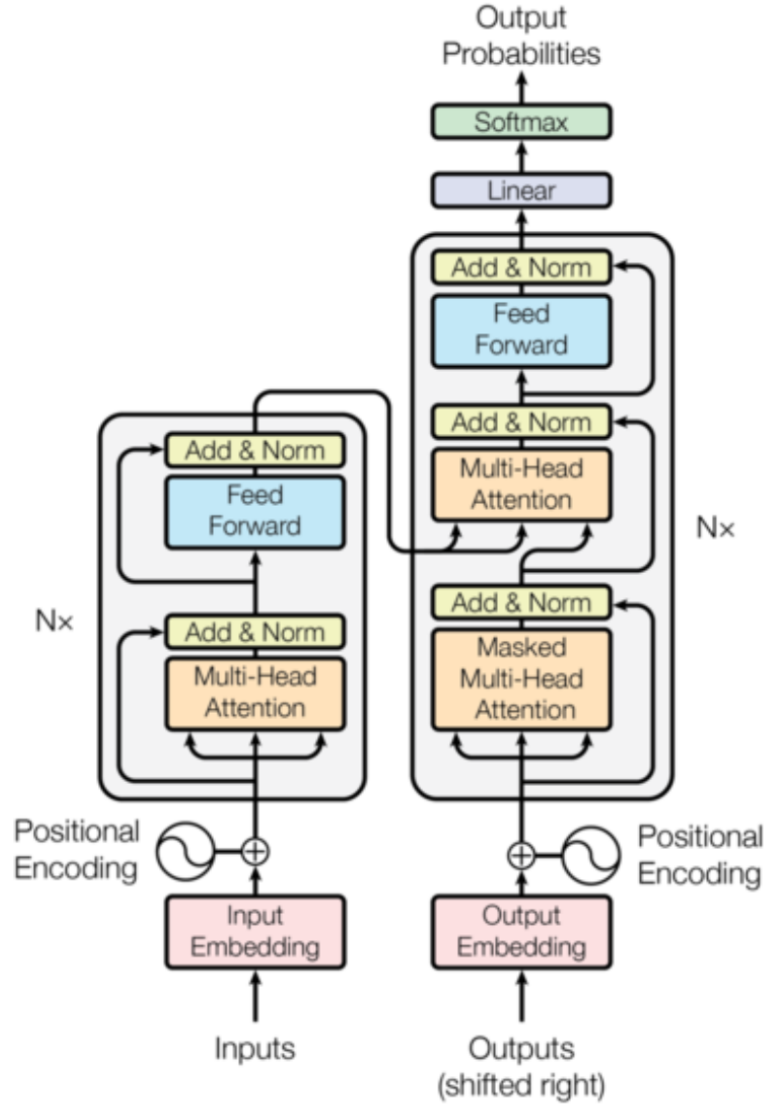 Output
Probabilities
Softmax
Linear
Add & Norm
Feed
Forward
Add & Norm
Multi-Head
Attention
Add & Norm
Masked
Multi-Head
Attention
Nx
Add & Norm
Feed
Forward
Add & Norm
Multi-Head
Attention
Nx
Positional
Encoding
Positional
Encoding
Input
Embedding
Output
Embedding
Inputs
Outputs
(shifted right)